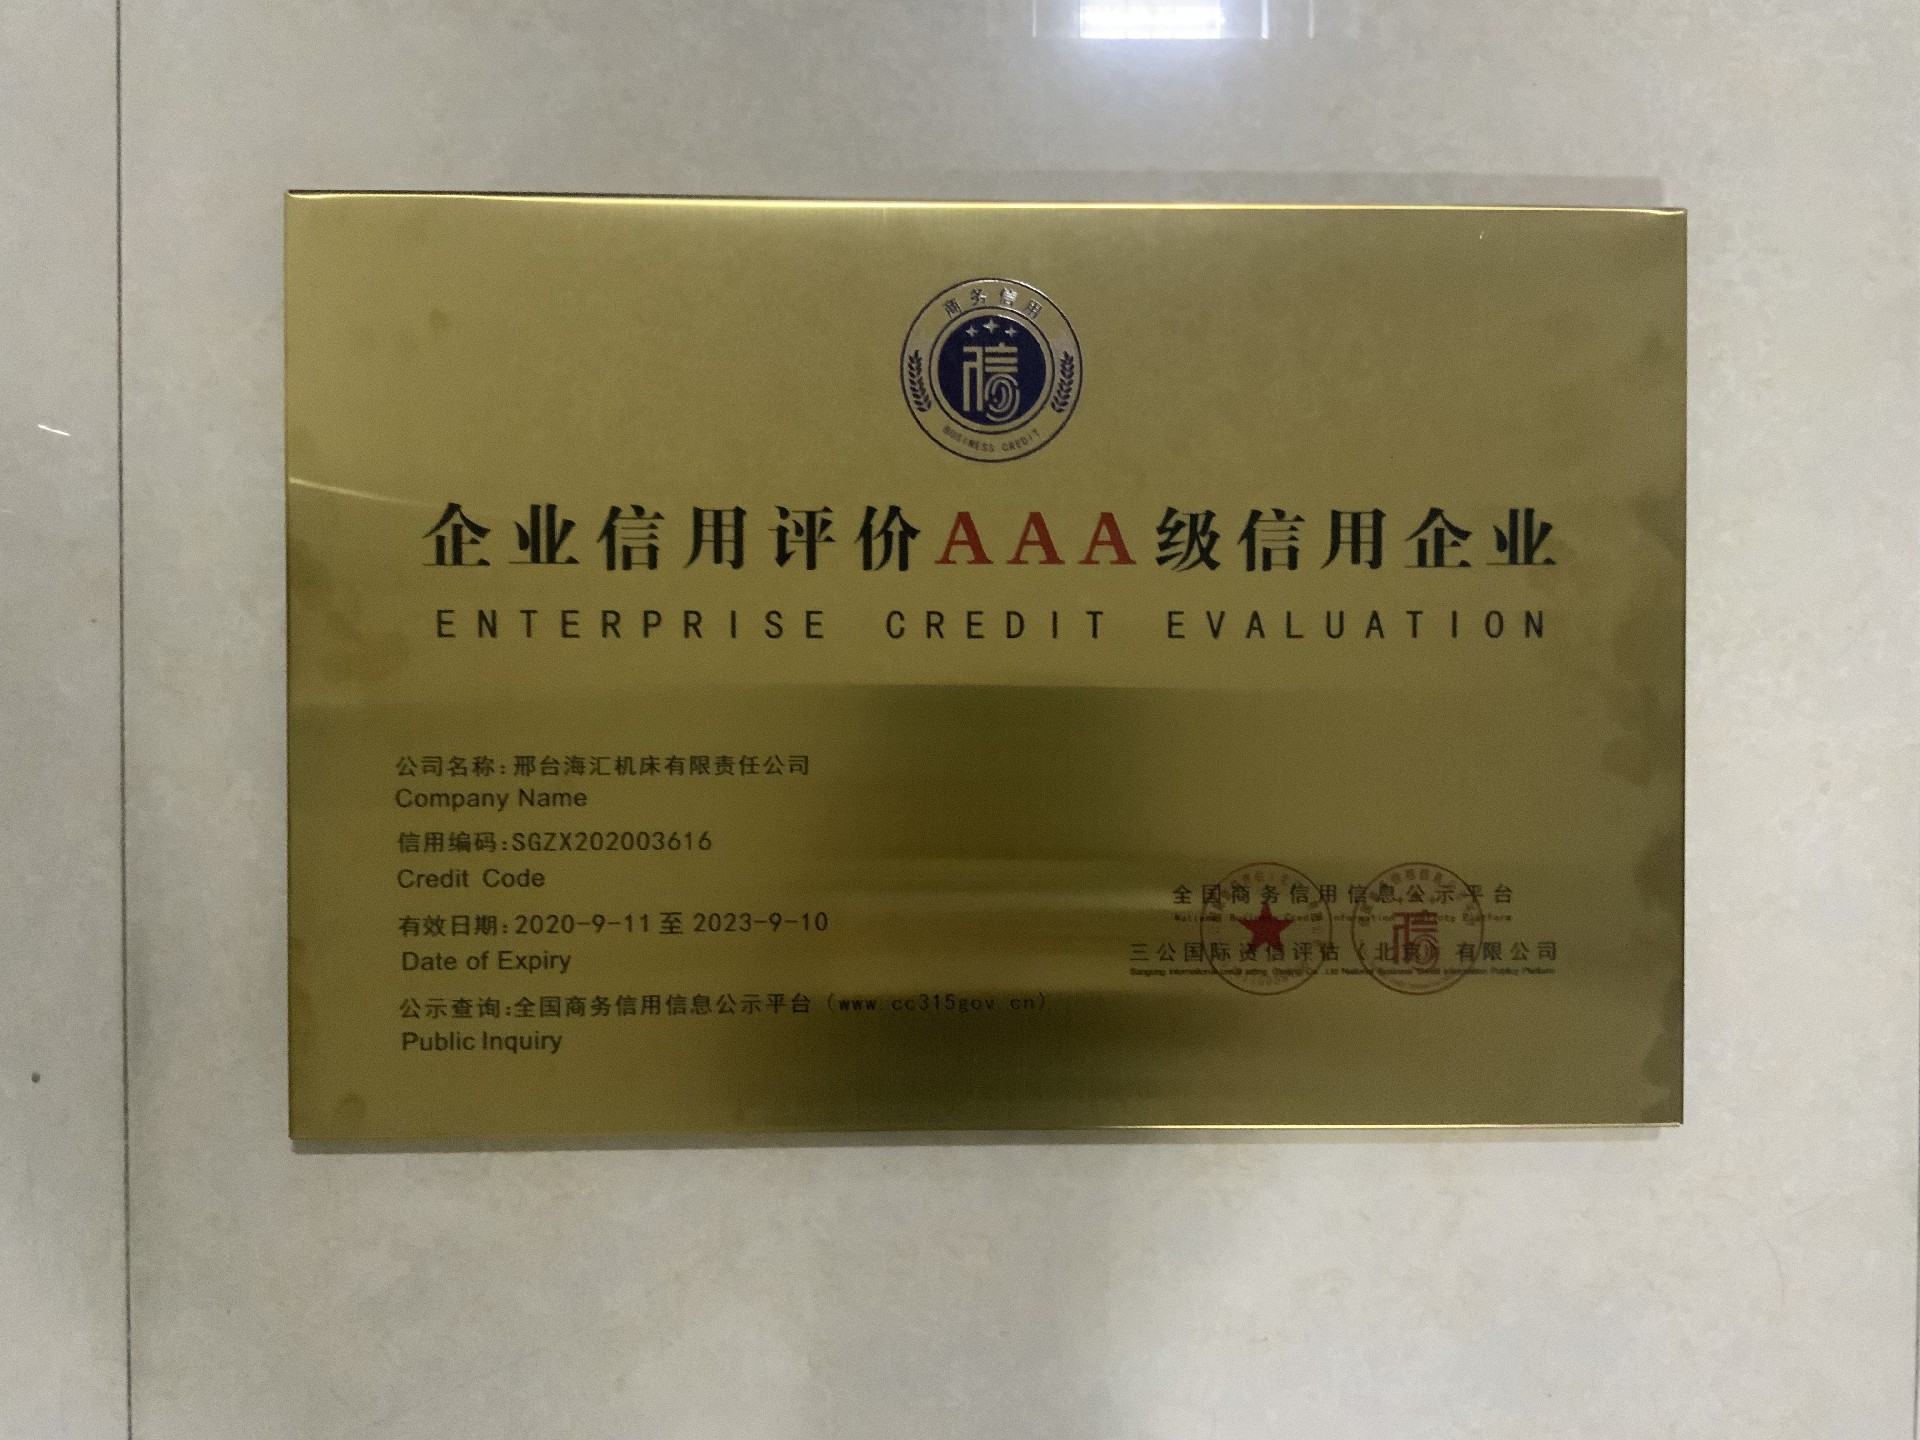 商务信用
信
BUSINESS CREDIT
企业信用评价AAA级信用企业
ENTERPRISE CREDIT EVALUATION
公司名称:邢台海汇机床有限责任公司
Company Name
信用编码:SGZX202003616
Credit Code
有效日期:2020-9-11至2023-9-10
Date of Expiry
公示查询:全国商务信用信息公示平台(www.cc315gov.cn)
Public Inquiry
全国商务信用信息公示平台
三公国际资信评估(北京)有限公司
信